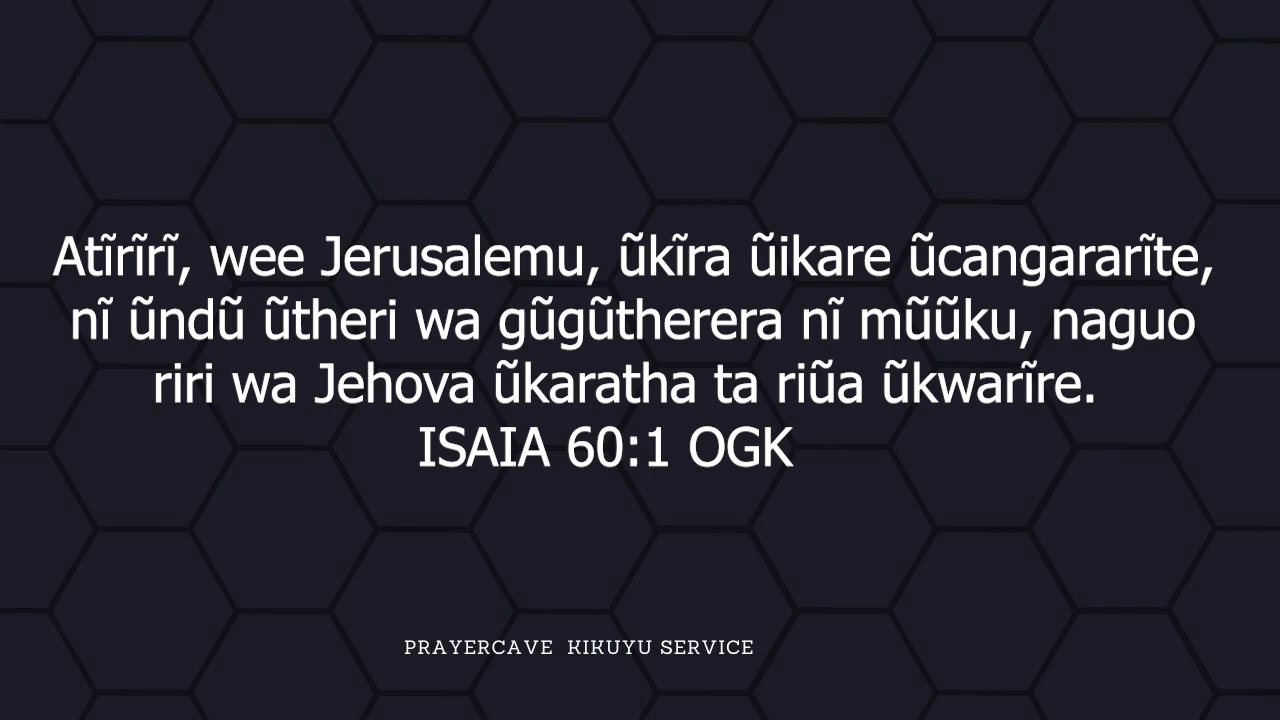 Atĩrĩrĩ, wee Jerusalemu, ũkĩra ũikare ũcangararĩte,
nĩ ũndũ ũtheri wa gũgũtherera nĩ mũũku, naguo
riri wa Jehova ũkaratha ta riũa ũkwarĩre.
ISAIA 60:1 OGK
PRAYERCAVE KIKUYU SERVICE